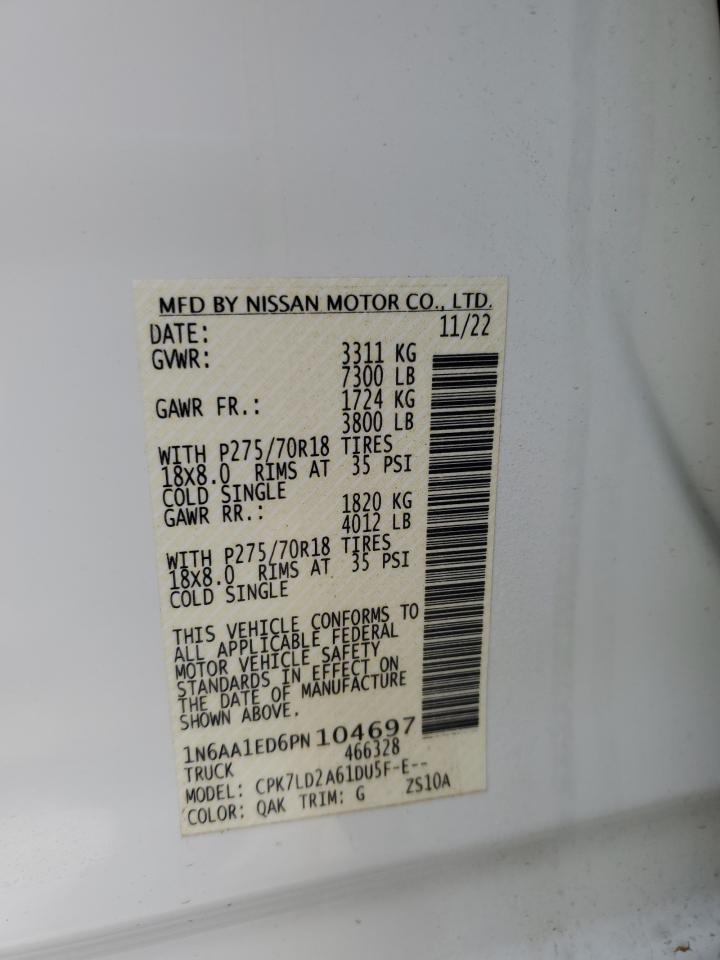 MFD BY NISSAN MOTOR CO., LTD.
DATE: 11/22
GVWR: 3311 KG
7300 LB
GAWR FR.: 1724 KG
3800 LB
WITH P275/70R18 TIRES
18X8.0 RIMS AT 35 PSI
COLD SINGLE
GAWR RR.: 1820 KG
4012 LB
WITH P275/70R18 TIRES
18X8.0 RIMS AT 35 PSI
COLD SINGLE
THIS VEHICLE CONFORMS TO
ALL APPLICABLE FEDERAL
MOTOR VEHICLE SAFETY
STANDARDS IN EFFECT ON
THE DATE OF MANUFACTURE
SHOWN ABOVE.
1N6AA1ED6PN104697
TRUCK 466328
MODEL: CPK7LD2A61DU5F-E--
COLOR: QAK TRIM: G ZS10A